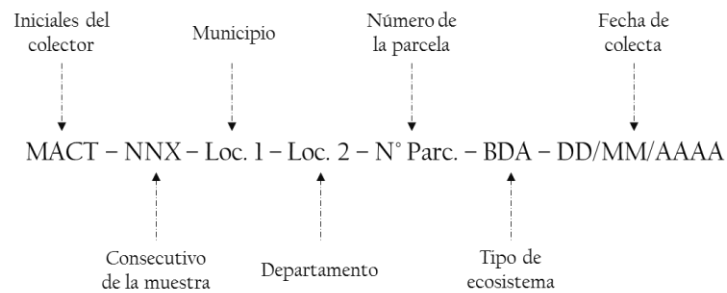 Iniciales del
colector
Municipio
Número de
la parcela
Fecha de
colecta
MACT – NNX – Loc. 1 – Loc. 2 – N° Parc. – BDA – DD/MM/AAAA
Consecutivo
de la muestra
Departamento
Tipo de
ecosistema